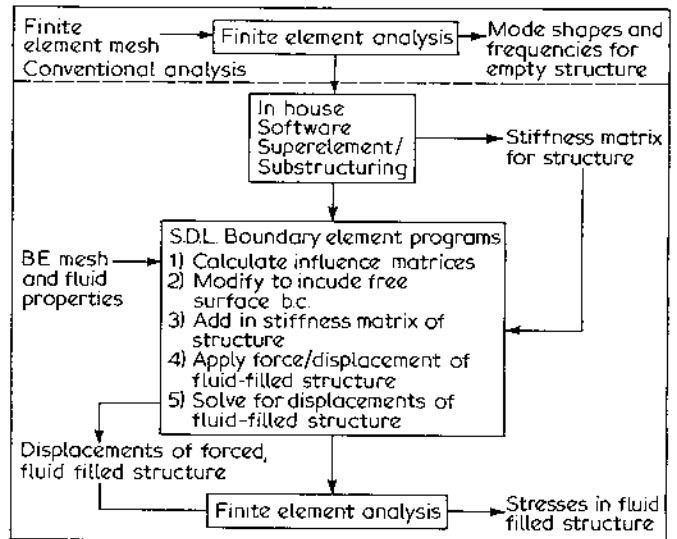 Finite
element mesh
Conventional analysis
Finite element analysis
Mode shapes and
frequencies for
empty structure
In house
Software
Superelement/
Substructuring
Stiffness matrix
for structure
BE mesh
and fluid
properties
S.D.L. Boundary element programs
1) Calculate influence matrices
2) Modify to incude free
surface b.c.
3) Add in stiffness matrix of
structure
4) Apply force/displacement of
fluid-filled structure
5) Solve for displacements of
fluid-filled structure
Displacements of forced,
fluid filled structure
Finite element analysis
Stresses in fluid
filled structure